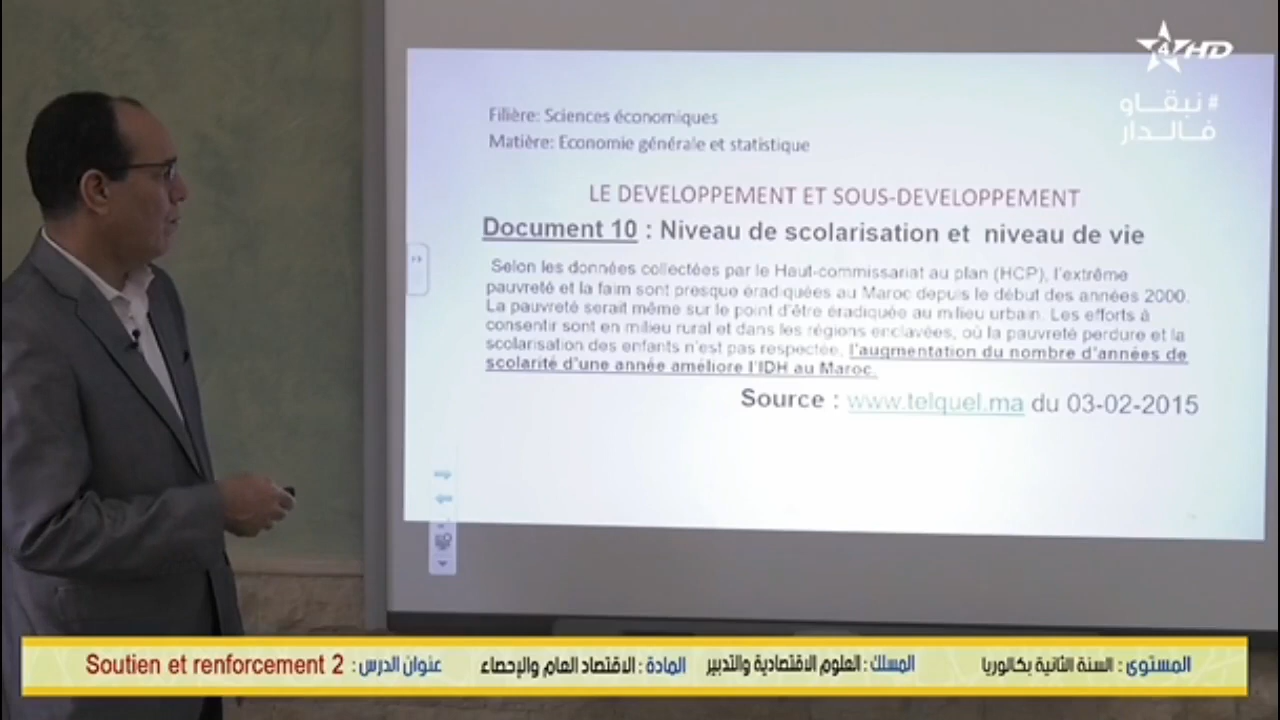 4 HD
# نبقاو
فالدار
Filière: Sciences économiques
Matière: Economie générale et statistique
LE DEVELOPPEMENT ET SOUS-DEVELOPPEMENT
Document 10 : Niveau de scolarisation et niveau de vie
Selon les données collectées par le Haut-commissariat au plan (HCP), l'extrême
pauvreté et la faim sont presque éradiquées au Maroc depuis le début des années 2000.
La pauvreté serait même sur le point d'être éradiquée au milieu urbain. Les efforts à
consentir sont en milieu rural et dans les régions enclavées, où la pauvreté perdure et la
scolarisation des enfants n'est pas respectée, l'augmentation du nombre d'années de
scolarité d'une année améliore l'IDH au Maroc.
Source : www.telquel.ma du 03-02-2015
المستوى : السنة الثانية بكالوريا المسلك : العلوم الاقتصادية والتدبير المادة : الاقتصاد العام والإحصاء عنوان الدرس : Soutien et renforcement 2